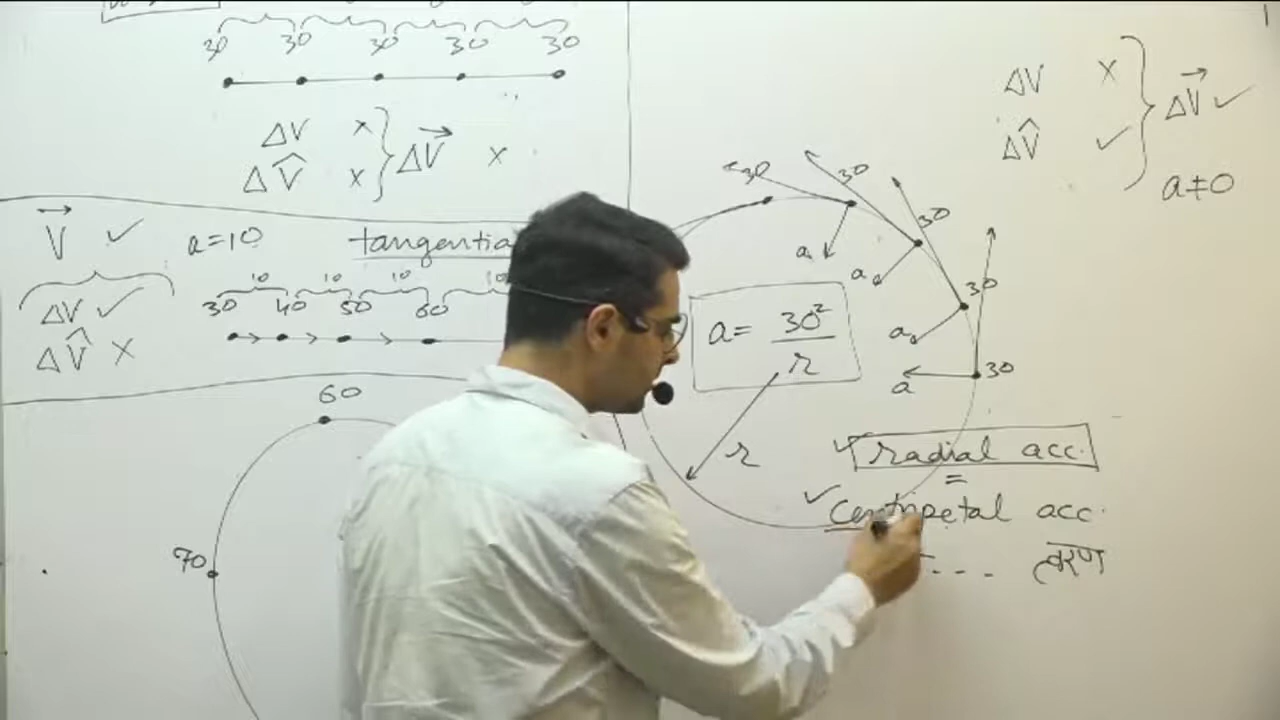 30 30 30 30 30
ΔV ×
ΔV̂ ×
ΔV⃗ ×
V⃗ ✓ a=10
ΔV ✓
ΔV̂ ×
tangentia
10 10 10 10
30 40 50 60
60
70
30 30 30 30 30
a a a a a
a= 30²/r
r
ΔV ×
ΔV̂ ✓
ΔV⃗ ✓
a≠0
✓ radial acc.
=
✓ Centripetal acc.
--- त्वरण